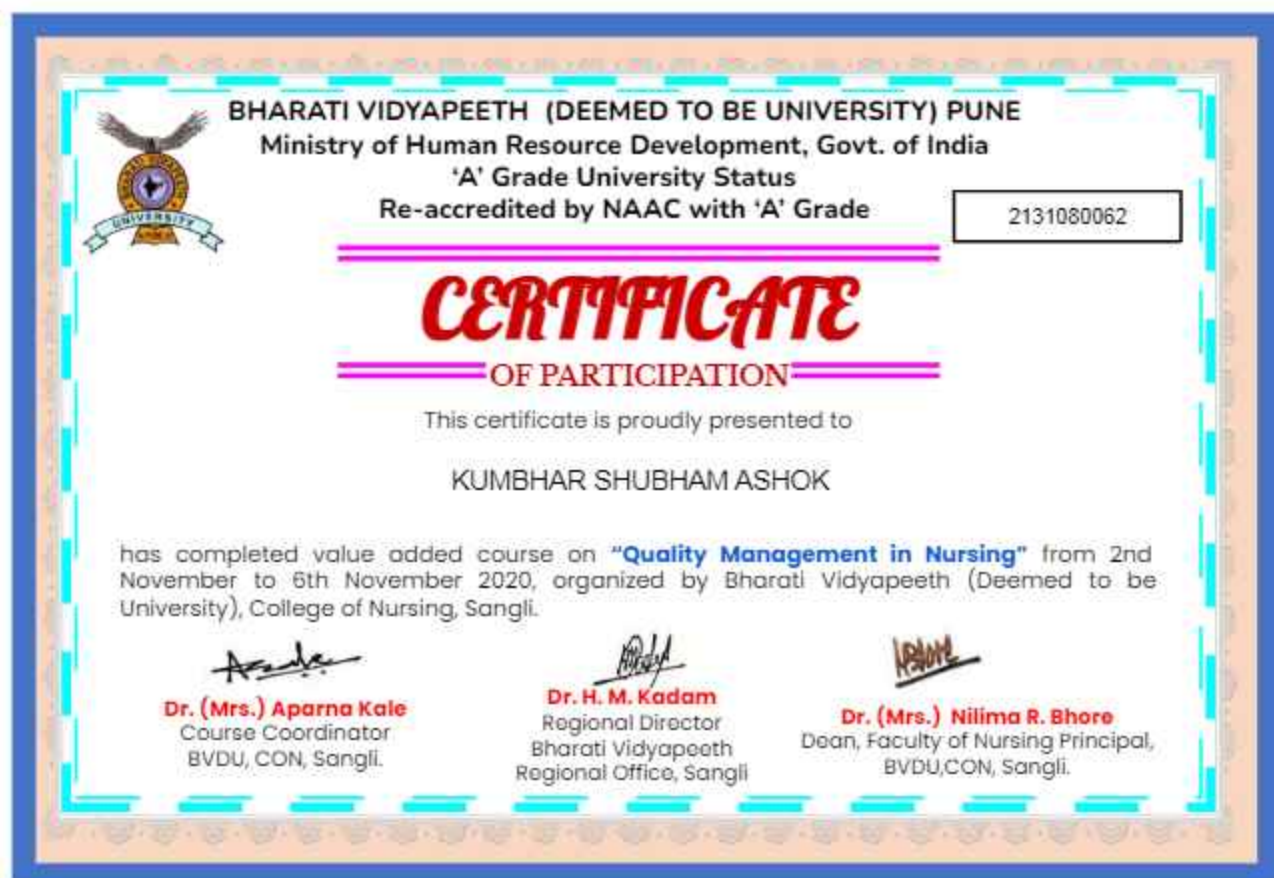 BHARATI VIDYAPEETH (DEEMED TO BE UNIVERSITY) PUNE
Ministry of Human Resource Development, Govt. of India
‘A’ Grade University Status
Re-accredited by NAAC with ‘A’ Grade
2131080062
BHARATI VIDYAPEETH
UNIVERSITY
CERTIFICATE
OF PARTICIPATION
This certificate is proudly presented to
KUMBHAR SHUBHAM ASHOK
has completed value added course on “Quality Management in Nursing” from 2nd
November to 6th November 2020, organized by Bharati Vidyapeeth (Deemed to be
University), College of Nursing, Sangli.
Dr. (Mrs.) Aparna Kale
Course Coordinator
BVDU, CON, Sangli.
Dr. H. M. Kadam
Regional Director
Bharati Vidyapeeth
Regional Office, Sangli
Dr. (Mrs.) Nilima R. Bhore
Dean, Faculty of Nursing Principal,
BVDU,CON, Sangli.